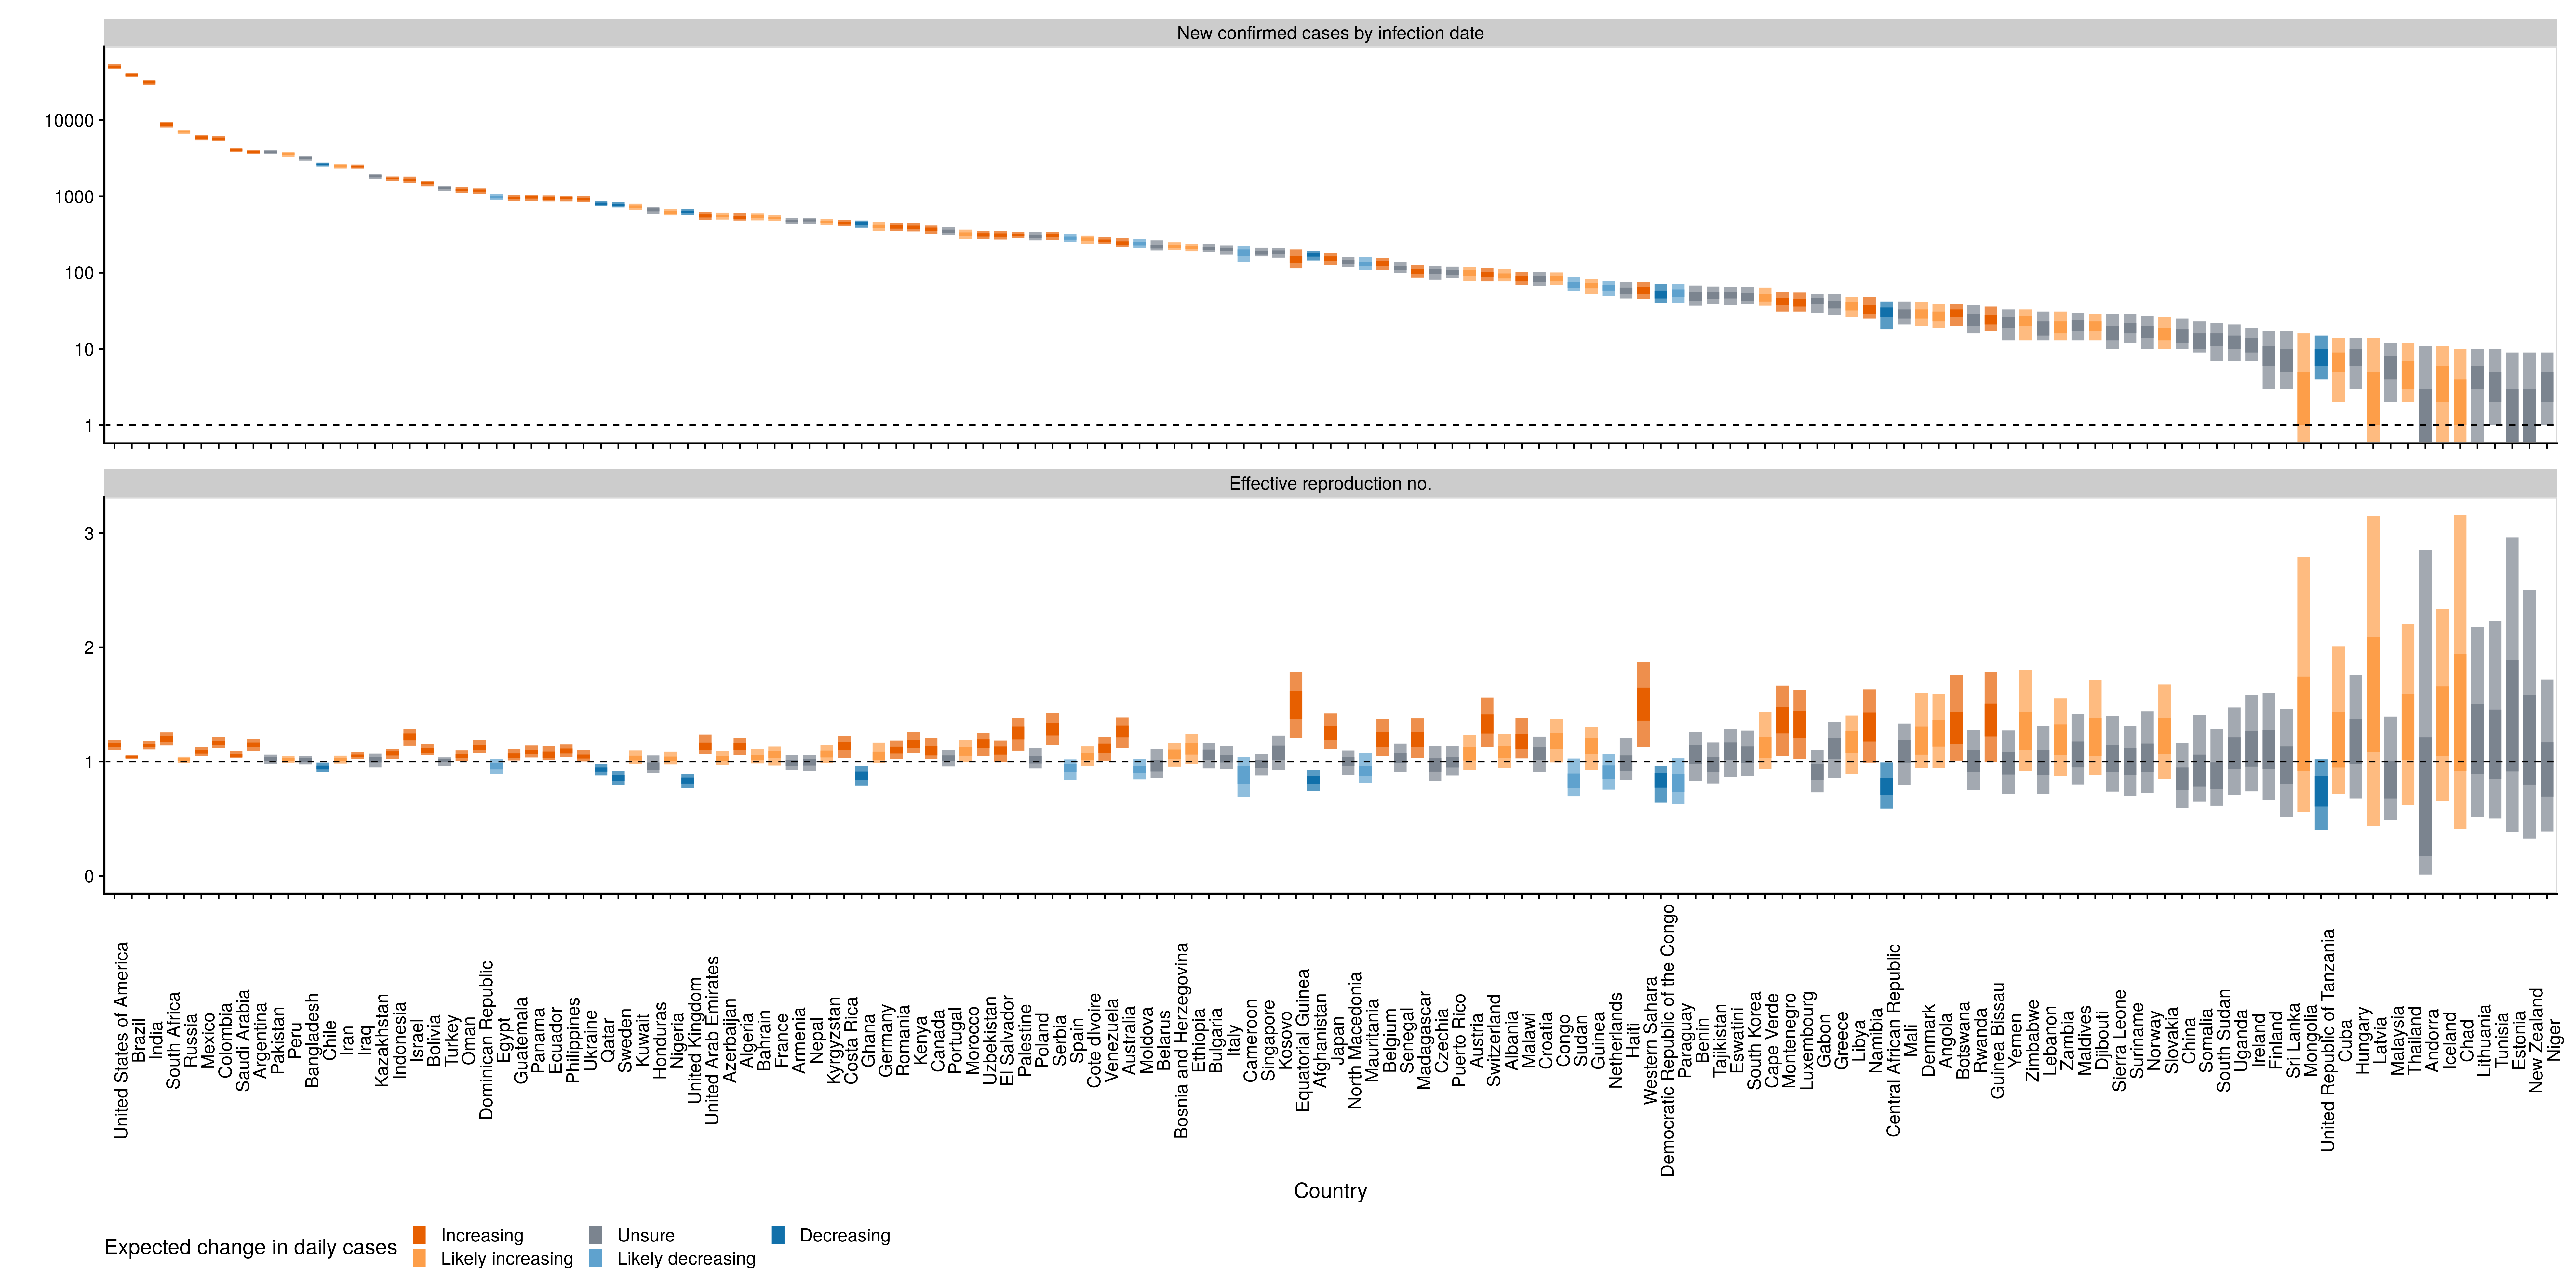 New confirmed cases by infection date
10000
1000
100
10
1
Effective reproduction no.
3
2
1
0
United States of America
Brazil
India
South Africa
Russia
Mexico
Colombia
Saudi Arabia
Argentina
Pakistan
Peru
Bangladesh
Chile
Iran
Iraq
Kazakhstan
Indonesia
Israel
Bolivia
Turkey
Oman
Dominican Republic
Egypt
Guatemala
Panama
Ecuador
Philippines
Ukraine
Qatar
Sweden
Kuwait
Honduras
Nigeria
United Kingdom
United Arab Emirates
Azerbaijan
Algeria
Bahrain
France
Armenia
Nepal
Kyrgyzstan
Costa Rica
Ghana
Germany
Romania
Kenya
Canada
Portugal
Morocco
Uzbekistan
El Salvador
Palestine
Poland
Serbia
Spain
Cote dIvoire
Venezuela
Australia
Moldova
Belarus
Bosnia and Herzegovina
Ethiopia
Bulgaria
Italy
Cameroon
Singapore
Kosovo
Equatorial Guinea
Afghanistan
Japan
North Macedonia
Mauritania
Belgium
Senegal
Madagascar
Czechia
Puerto Rico
Austria
Switzerland
Albania
Malawi
Croatia
Congo
Sudan
Guinea
Netherlands
Haiti
Western Sahara
Democratic Republic of the Congo
Paraguay
Benin
Tajikistan
Eswatini
South Korea
Cape Verde
Montenegro
Luxembourg
Gabon
Greece
Libya
Namibia
Central African Republic
Mali
Denmark
Angola
Botswana
Rwanda
Guinea Bissau
Yemen
Zimbabwe
Lebanon
Zambia
Maldives
Djibouti
Sierra Leone
Suriname
Norway
Slovakia
China
Somalia
South Sudan
Uganda
Ireland
Finland
Sri Lanka
Mongolia
United Republic of Tanzania
Cuba
Hungary
Latvia
Malaysia
Thailand
Andorra
Iceland
Chad
Lithuania
Tunisia
Estonia
New Zealand
Niger
Country
Expected change in daily cases
Increasing
Unsure
Decreasing
Likely increasing
Likely decreasing